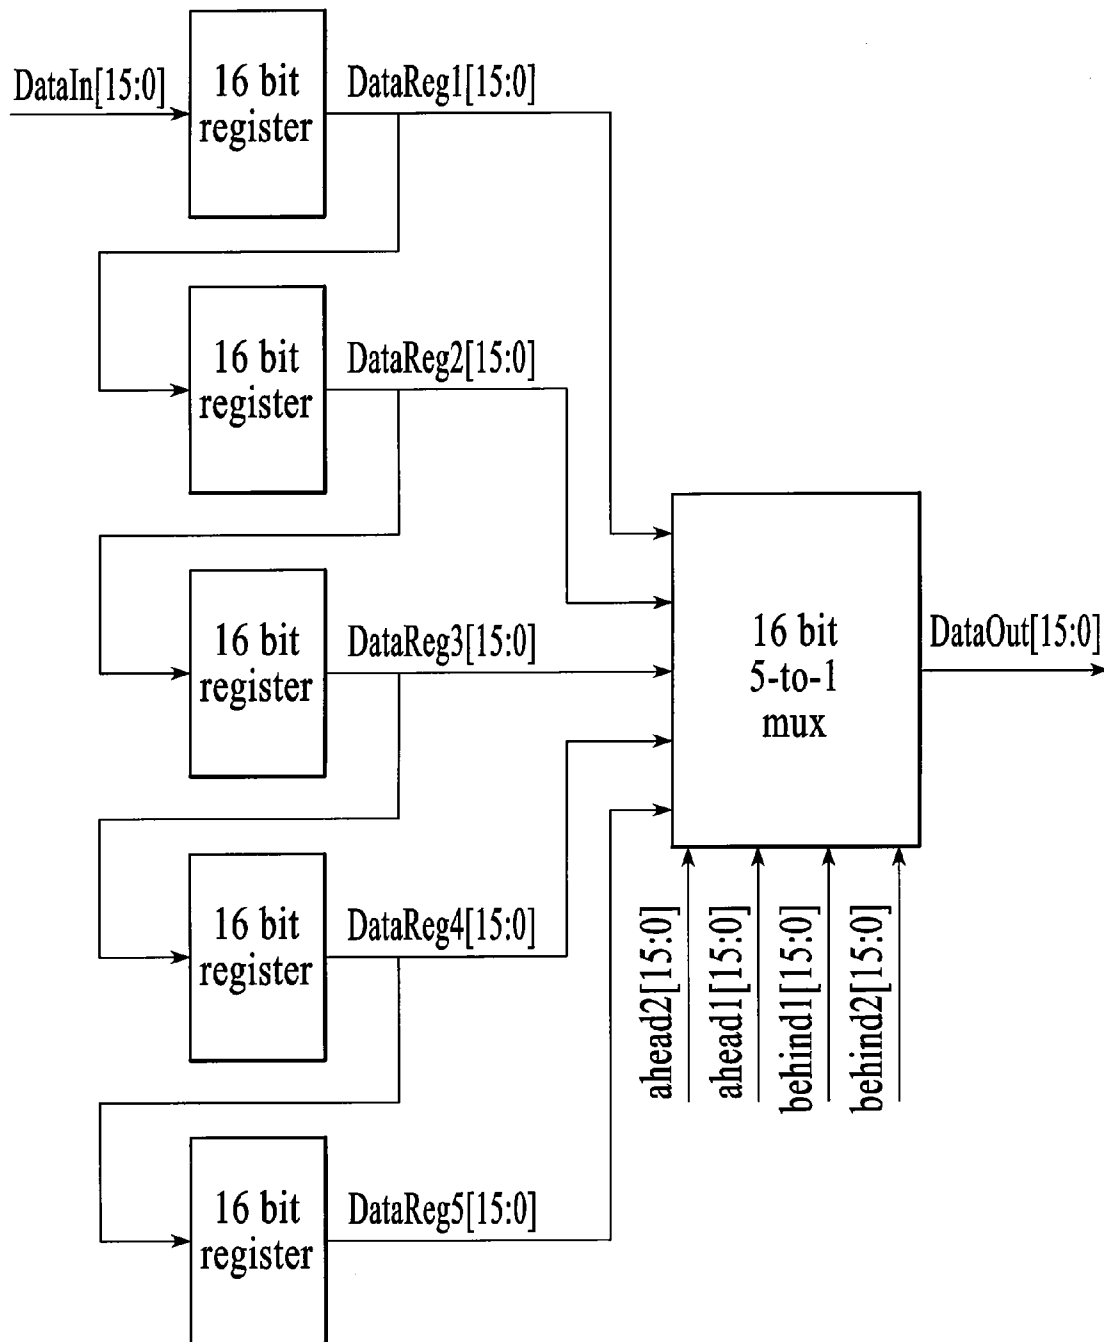 DataIn[15:0]
16 bit
register
DataReg1[15:0]
16 bit
register
DataReg2[15:0]
16 bit
register
DataReg3[15:0]
16 bit
register
DataReg4[15:0]
16 bit
register
DataReg5[15:0]
16 bit
5-to-1
mux
DataOut[15:0]
ahead2[15:0]
ahead1[15:0]
behind1[15:0]
behind2[15:0]